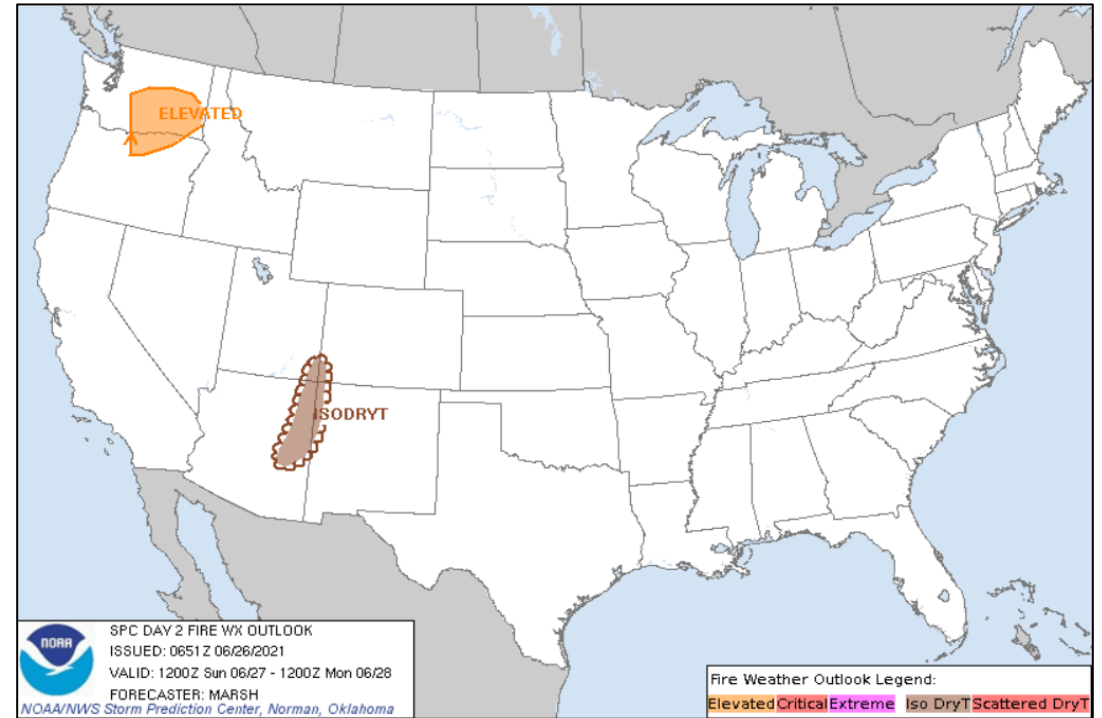 ELEVATED
ISODRYT
NOAA
SPC DAY 2 FIRE WX OUTLOOK
ISSUED: 0651Z 06/26/2021
VALID: 1200Z Sun 06/27 - 1200Z Mon 06/28
FORECASTER: MARSH
NOAA/NWS Storm Prediction Center, Norman, Oklahoma
Fire Weather Outlook Legend:
Elevated Critical Extreme Iso DryT Scattered DryT